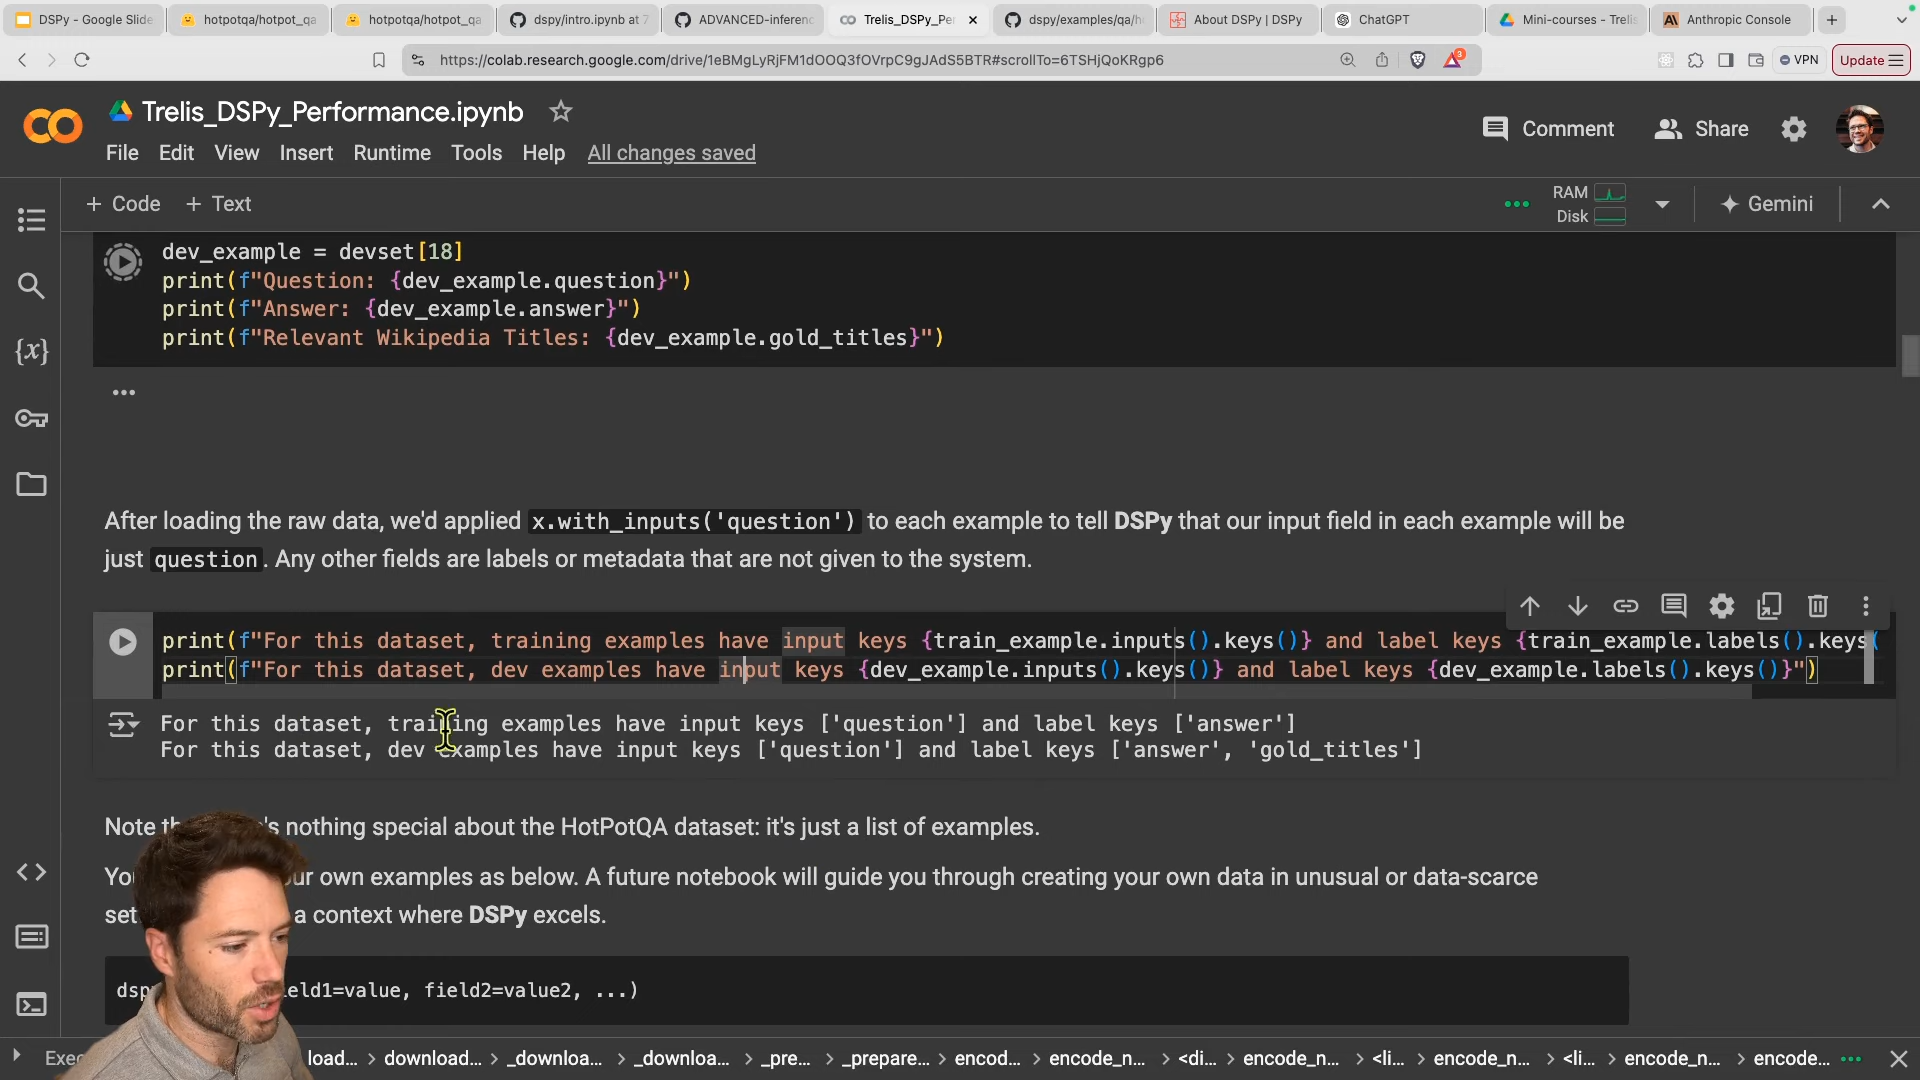 DSPy - Google Slide
hotpotqa/hotpot_qa
hotpotqa/hotpot_qa
dspy/intro.ipynb at 7
ADVANCED-inferenc
Trelis_DSPy_Per
dspy/examples/qa/h
About DSPy | DSPy
ChatGPT
Mini-courses - Trelis
Anthropic Console
https://colab.research.google.com/drive/1eBMgLyRjFM1dOOQ3fOVrpC9gJAdS5BTR#scrollTo=6TSHjQoKRgp6
3
VPN
Update
Trelis_DSPy_Performance.ipynb
Comment
Share
File Edit View Insert Runtime Tools Help All changes saved
+ Code + Text
RAM
Disk
Gemini
dev_example = devset[18]
print(f"Question: {dev_example.question}")
print(f"Answer: {dev_example.answer}")
print(f"Relevant Wikipedia Titles: {dev_example.gold_titles}")
After loading the raw data, we'd applied x.with_inputs('question') to each example to tell DSPy that our input field in each example will be
just question. Any other fields are labels or metadata that are not given to the system.
print(f"For this dataset, training examples have input keys {train_example.inputs().keys()} and label keys {train_example.labels().keys(
print(f"For this dataset, dev examples have input keys {dev_example.inputs().keys()} and label keys {dev_example.labels().keys()}")
For this dataset, training examples have input keys ['question'] and label keys ['answer']
For this dataset, dev examples have input keys ['question'] and label keys ['answer', 'gold_titles']
Note th 's nothing special about the HotPotQA dataset: it's just a list of examples.
Yo ur own examples as below. A future notebook will guide you through creating your own data in unusual or data-scarce
set a context where DSPy excels.
dsp ield1=value, field2=value2, ...)
Exec load... > download... > _downloa... > _downloa... > _pre... > _prepare... > encod... > encode_n... > <di... > encode_n... > <li... > encode_n... > <li... > encode_n... > encode...